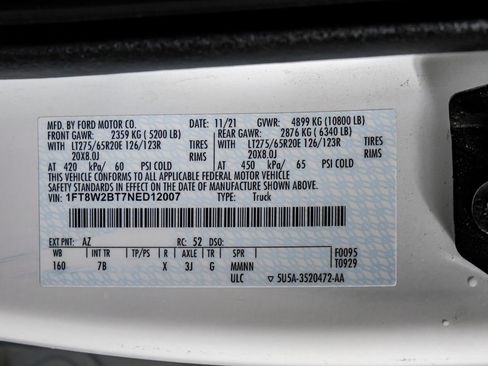 MFD. BY FORD MOTOR CO. 11/21 GVWR: 4899 KG (10800 LB)
FRONT GAWR: 2359 KG ( 5200 LB) REAR GAWR: 2876 KG ( 6340 LB)
WITH LT275/65R20E 126/123R TIRES WITH LT275/65R20E 126/123R TIRES
20X8.0J RIMS 20X8.0J RIMS
AT 420 kPa/ 60 PSI COLD AT 450 kPa/ 65 PSI COLD
THIS VEHICLE CONFORMS TO ALL APPLICABLE FEDERAL MOTOR VEHICLE
SAFETY STANDARDS IN EFFECT ON THE DATE OF MANUFACTURE SHOWN ABOVE.
VIN: 1FT8W2BT7NED12007 TYPE: Truck
EXT PNT: AZ RC: 52 DSO:
WB INT TR TP/PS R AXLE TR SPR F0095
160 7B X 3J G MMNN T0929
ULC 5U5A-3520472-AA